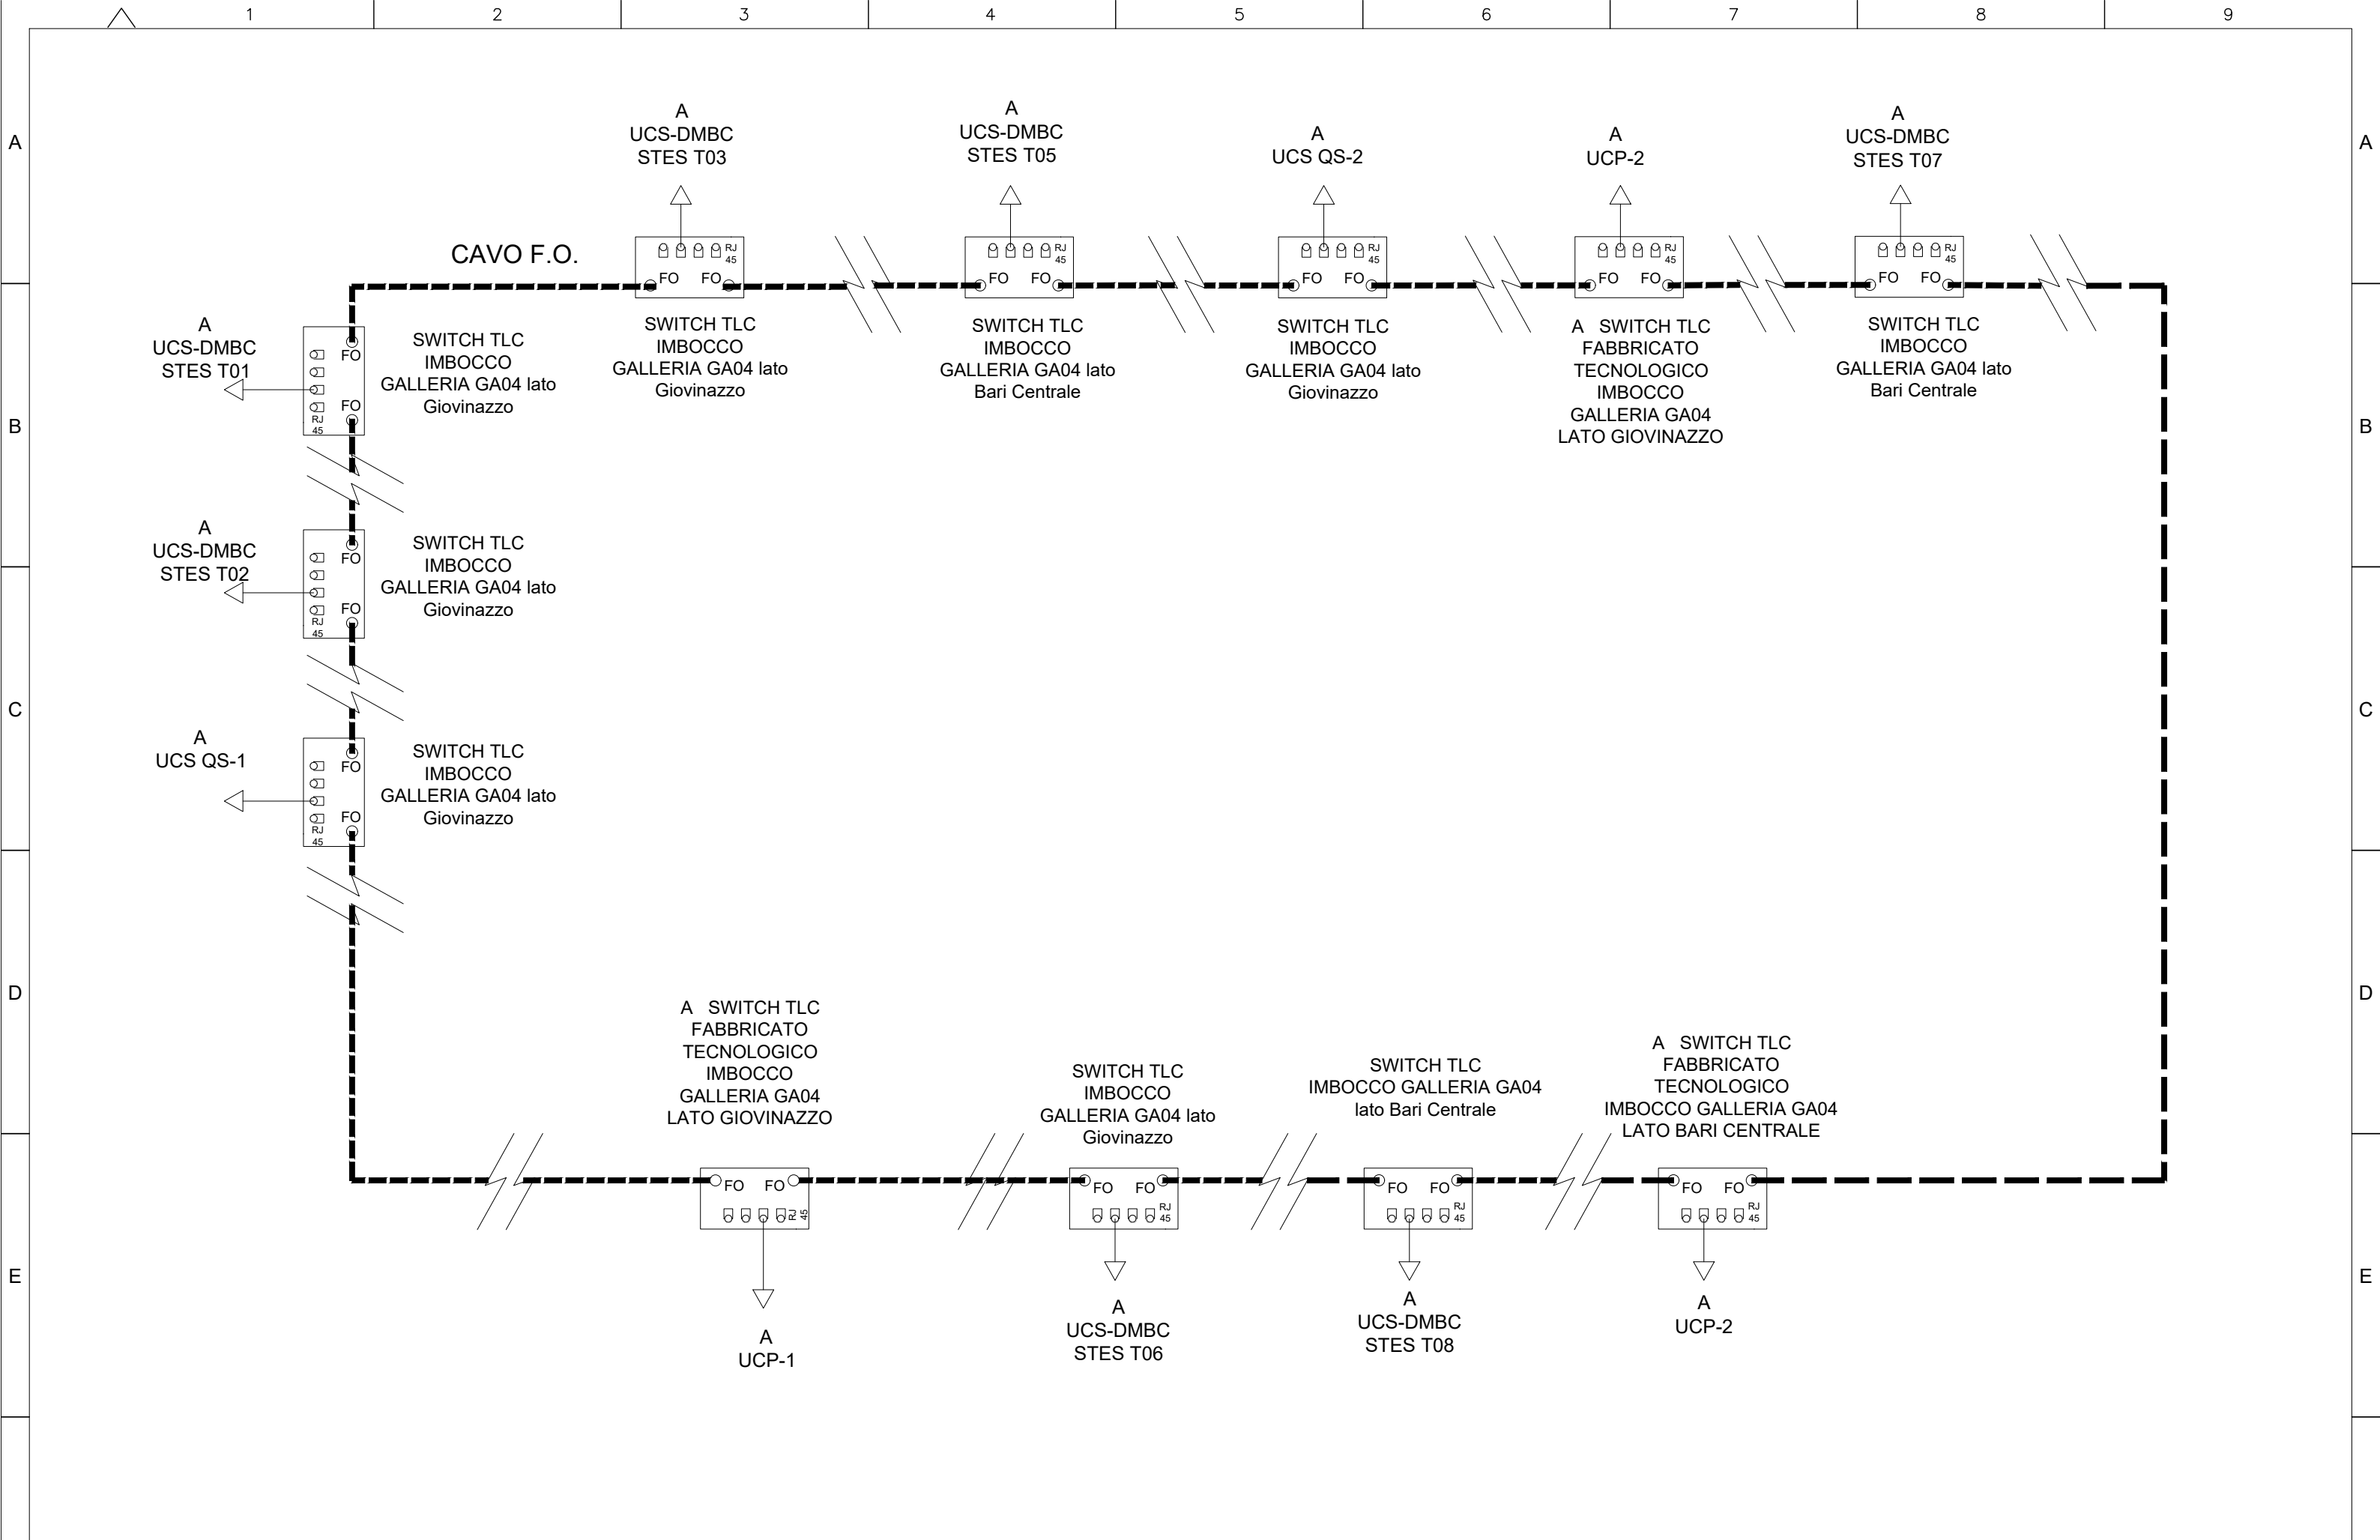 1 2 3 4 5 6 7 8 9
A
A
A
UCS-DMBC
STES T03
A
UCS-DMBC
STES T05
A
UCS QS-2
A
UCP-2
A
UCS-DMBC
STES T07
CAVO F.O.
RJ
45
FO FO
RJ
45
FO FO
RJ
45
FO FO
RJ
45
FO FO
RJ
45
FO FO
SWITCH TLC
IMBOCCO
GALLERIA GA04 lato
Giovinazzo
SWITCH TLC
IMBOCCO
GALLERIA GA04 lato
Bari Centrale
SWITCH TLC
IMBOCCO
GALLERIA GA04 lato
Giovinazzo
A SWITCH TLC
FABBRICATO
TECNOLOGICO
IMBOCCO
GALLERIA GA04
LATO GIOVINAZZO
SWITCH TLC
IMBOCCO
GALLERIA GA04 lato
Bari Centrale
B
B
A
UCS-DMBC
STES T01
FO
FO
RJ
45
SWITCH TLC
IMBOCCO
GALLERIA GA04 lato
Giovinazzo
A
UCS-DMBC
STES T02
FO
FO
RJ
45
SWITCH TLC
IMBOCCO
GALLERIA GA04 lato
Giovinazzo
C
C
A
UCS QS-1
FO
FO
RJ
45
SWITCH TLC
IMBOCCO
GALLERIA GA04 lato
Giovinazzo
D
D
A SWITCH TLC
FABBRICATO
TECNOLOGICO
IMBOCCO
GALLERIA GA04
LATO GIOVINAZZO
SWITCH TLC
IMBOCCO
GALLERIA GA04 lato
Giovinazzo
SWITCH TLC
IMBOCCO GALLERIA GA04
lato Bari Centrale
A SWITCH TLC
FABBRICATO
TECNOLOGICO
IMBOCCO GALLERIA GA04
LATO BARI CENTRALE
FO FO
RJ
45
FO FO
RJ
45
FO FO
RJ
45
FO FO
RJ
45
E
E
A
UCP-1
A
UCS-DMBC
STES T06
A
UCS-DMBC
STES T08
A
UCP-2